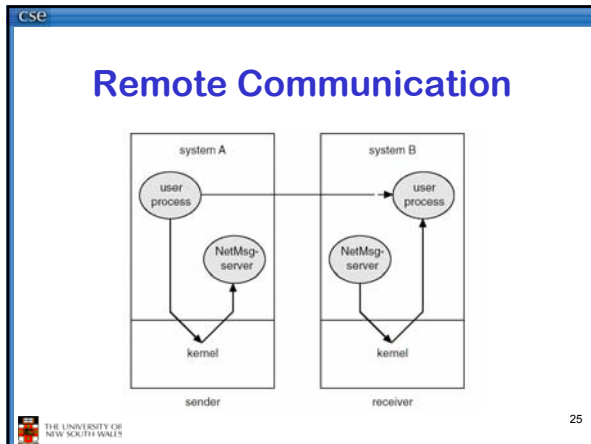 cse
Remote Communication
system A
system B
user
process
user
process
NetMsg-
server
NetMsg-
server
kernel
kernel
sender
receiver
THE UNIVERSITY OF
NEW SOUTH WALES
25